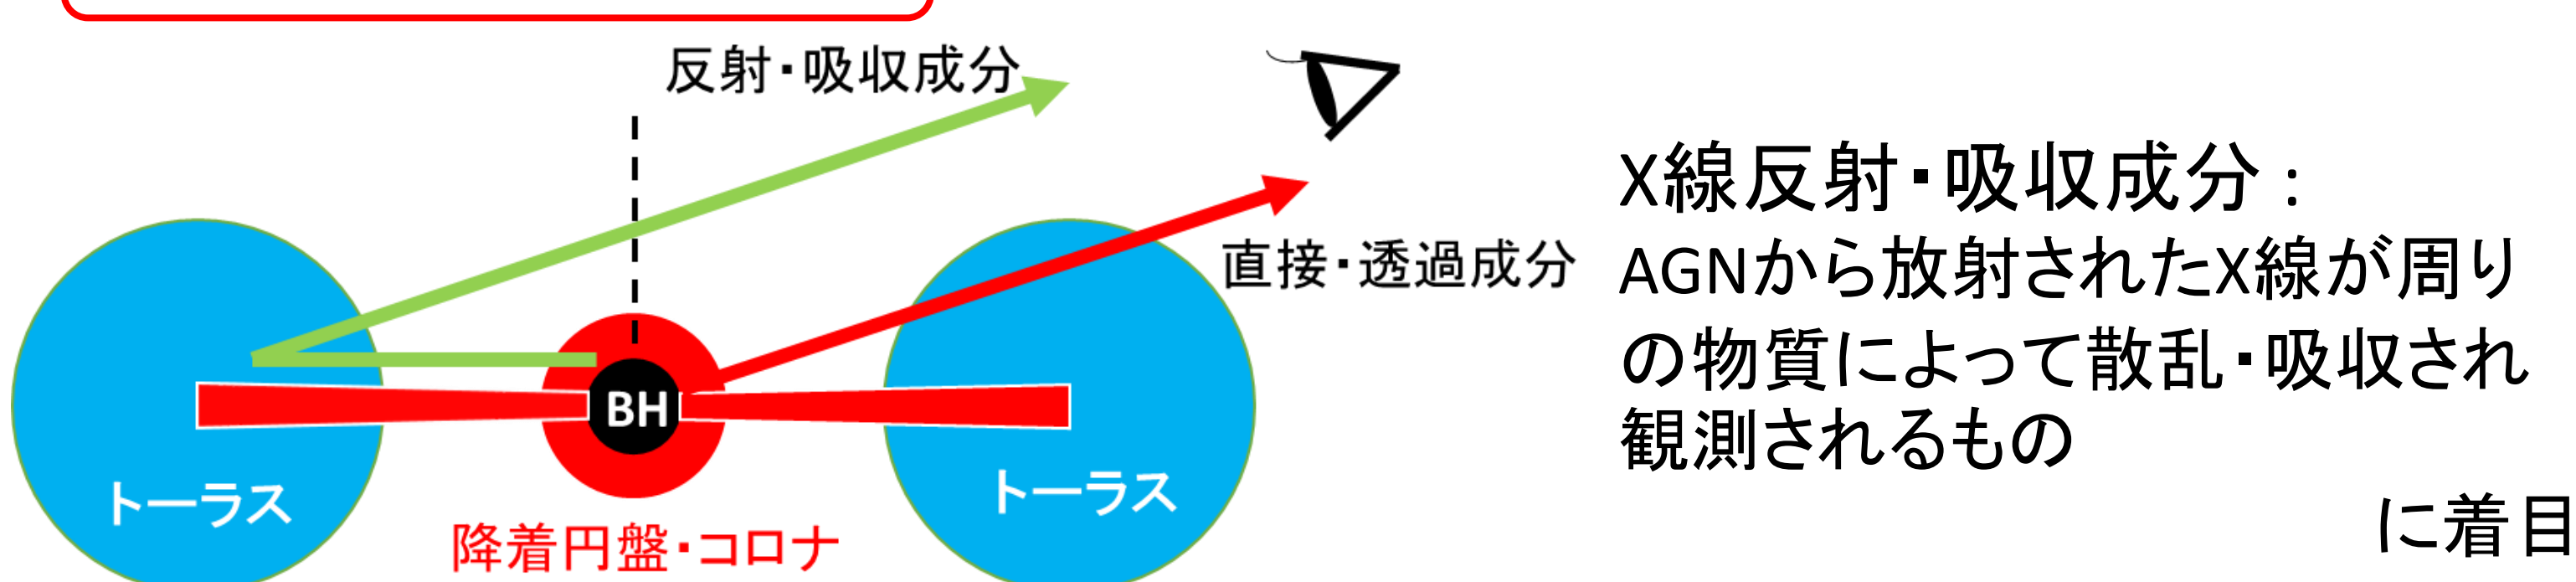 反射・吸収成分
直接・透過成分
BH
トーラス
トーラス
降着円盤・コロナ
X線反射・吸収成分：
AGNから放射されたX線が周り
の物質によって散乱・吸収され
観測されるもの
に着目